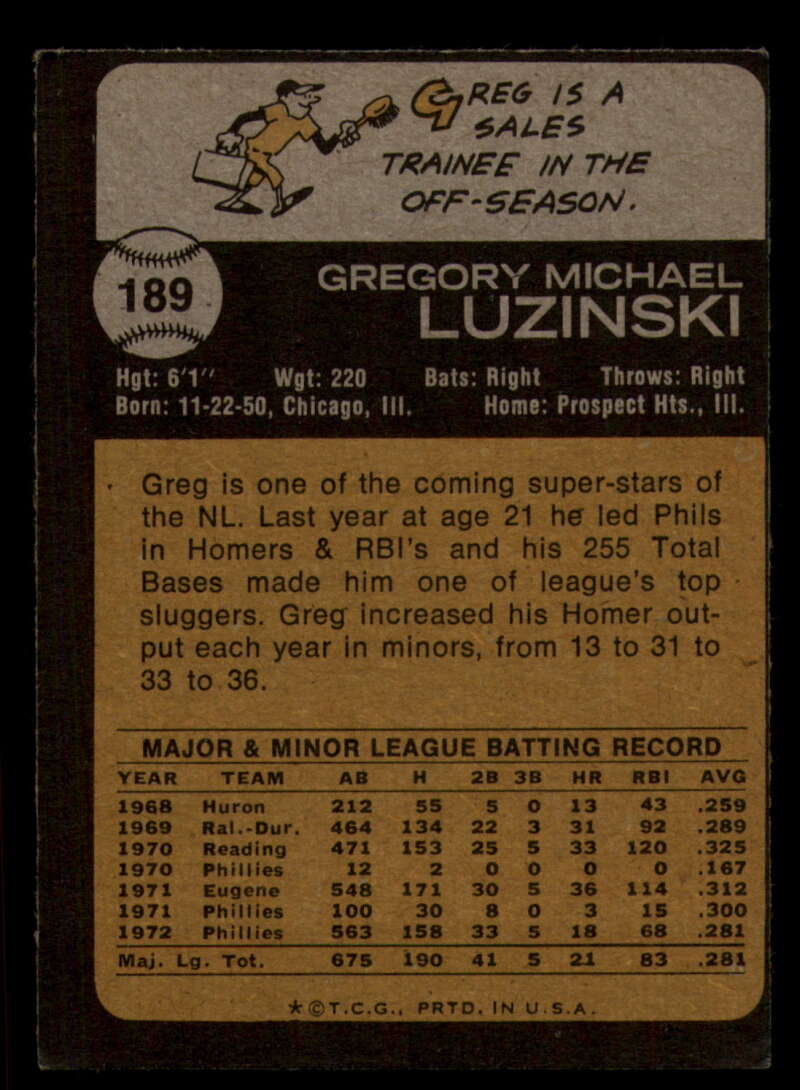 GREG IS A
SALES
TRAINEE IN THE
OFF-SEASON.
189
GREGORY MICHAEL
LUZINSKI
Hgt: 6'1" Wgt: 220 Bats: Right Throws: Right
Born: 11-22-50, Chicago, Ill. Home: Prospect Hts., Ill.
Greg is one of the coming super-stars of
the NL. Last year at age 21 he led Phils
in Homers & RBI's and his 255 Total
Bases made him one of league's top
sluggers. Greg increased his Homer out-
put each year in minors, from 13 to 31 to
33 to 36.
MAJOR & MINOR LEAGUE BATTING RECORD
YEAR TEAM AB H 2B 3B HR RBI AVG
1968 Huron 212 55 5 0 13 43 .259
1969 Ral.-Dur. 464 134 22 3 31 92 .289
1970 Reading 471 153 25 5 33 120 .325
1970 Phillies 12 2 0 0 0 0 .167
1971 Eugene 548 171 30 5 36 114 .312
1971 Phillies 100 30 8 0 3 15 .300
1972 Phillies 563 158 33 5 18 68 .281
Maj. Lg. Tot. 675 190 41 5 21 83 .281
★©T.C.G., PRTD. IN U.S.A.